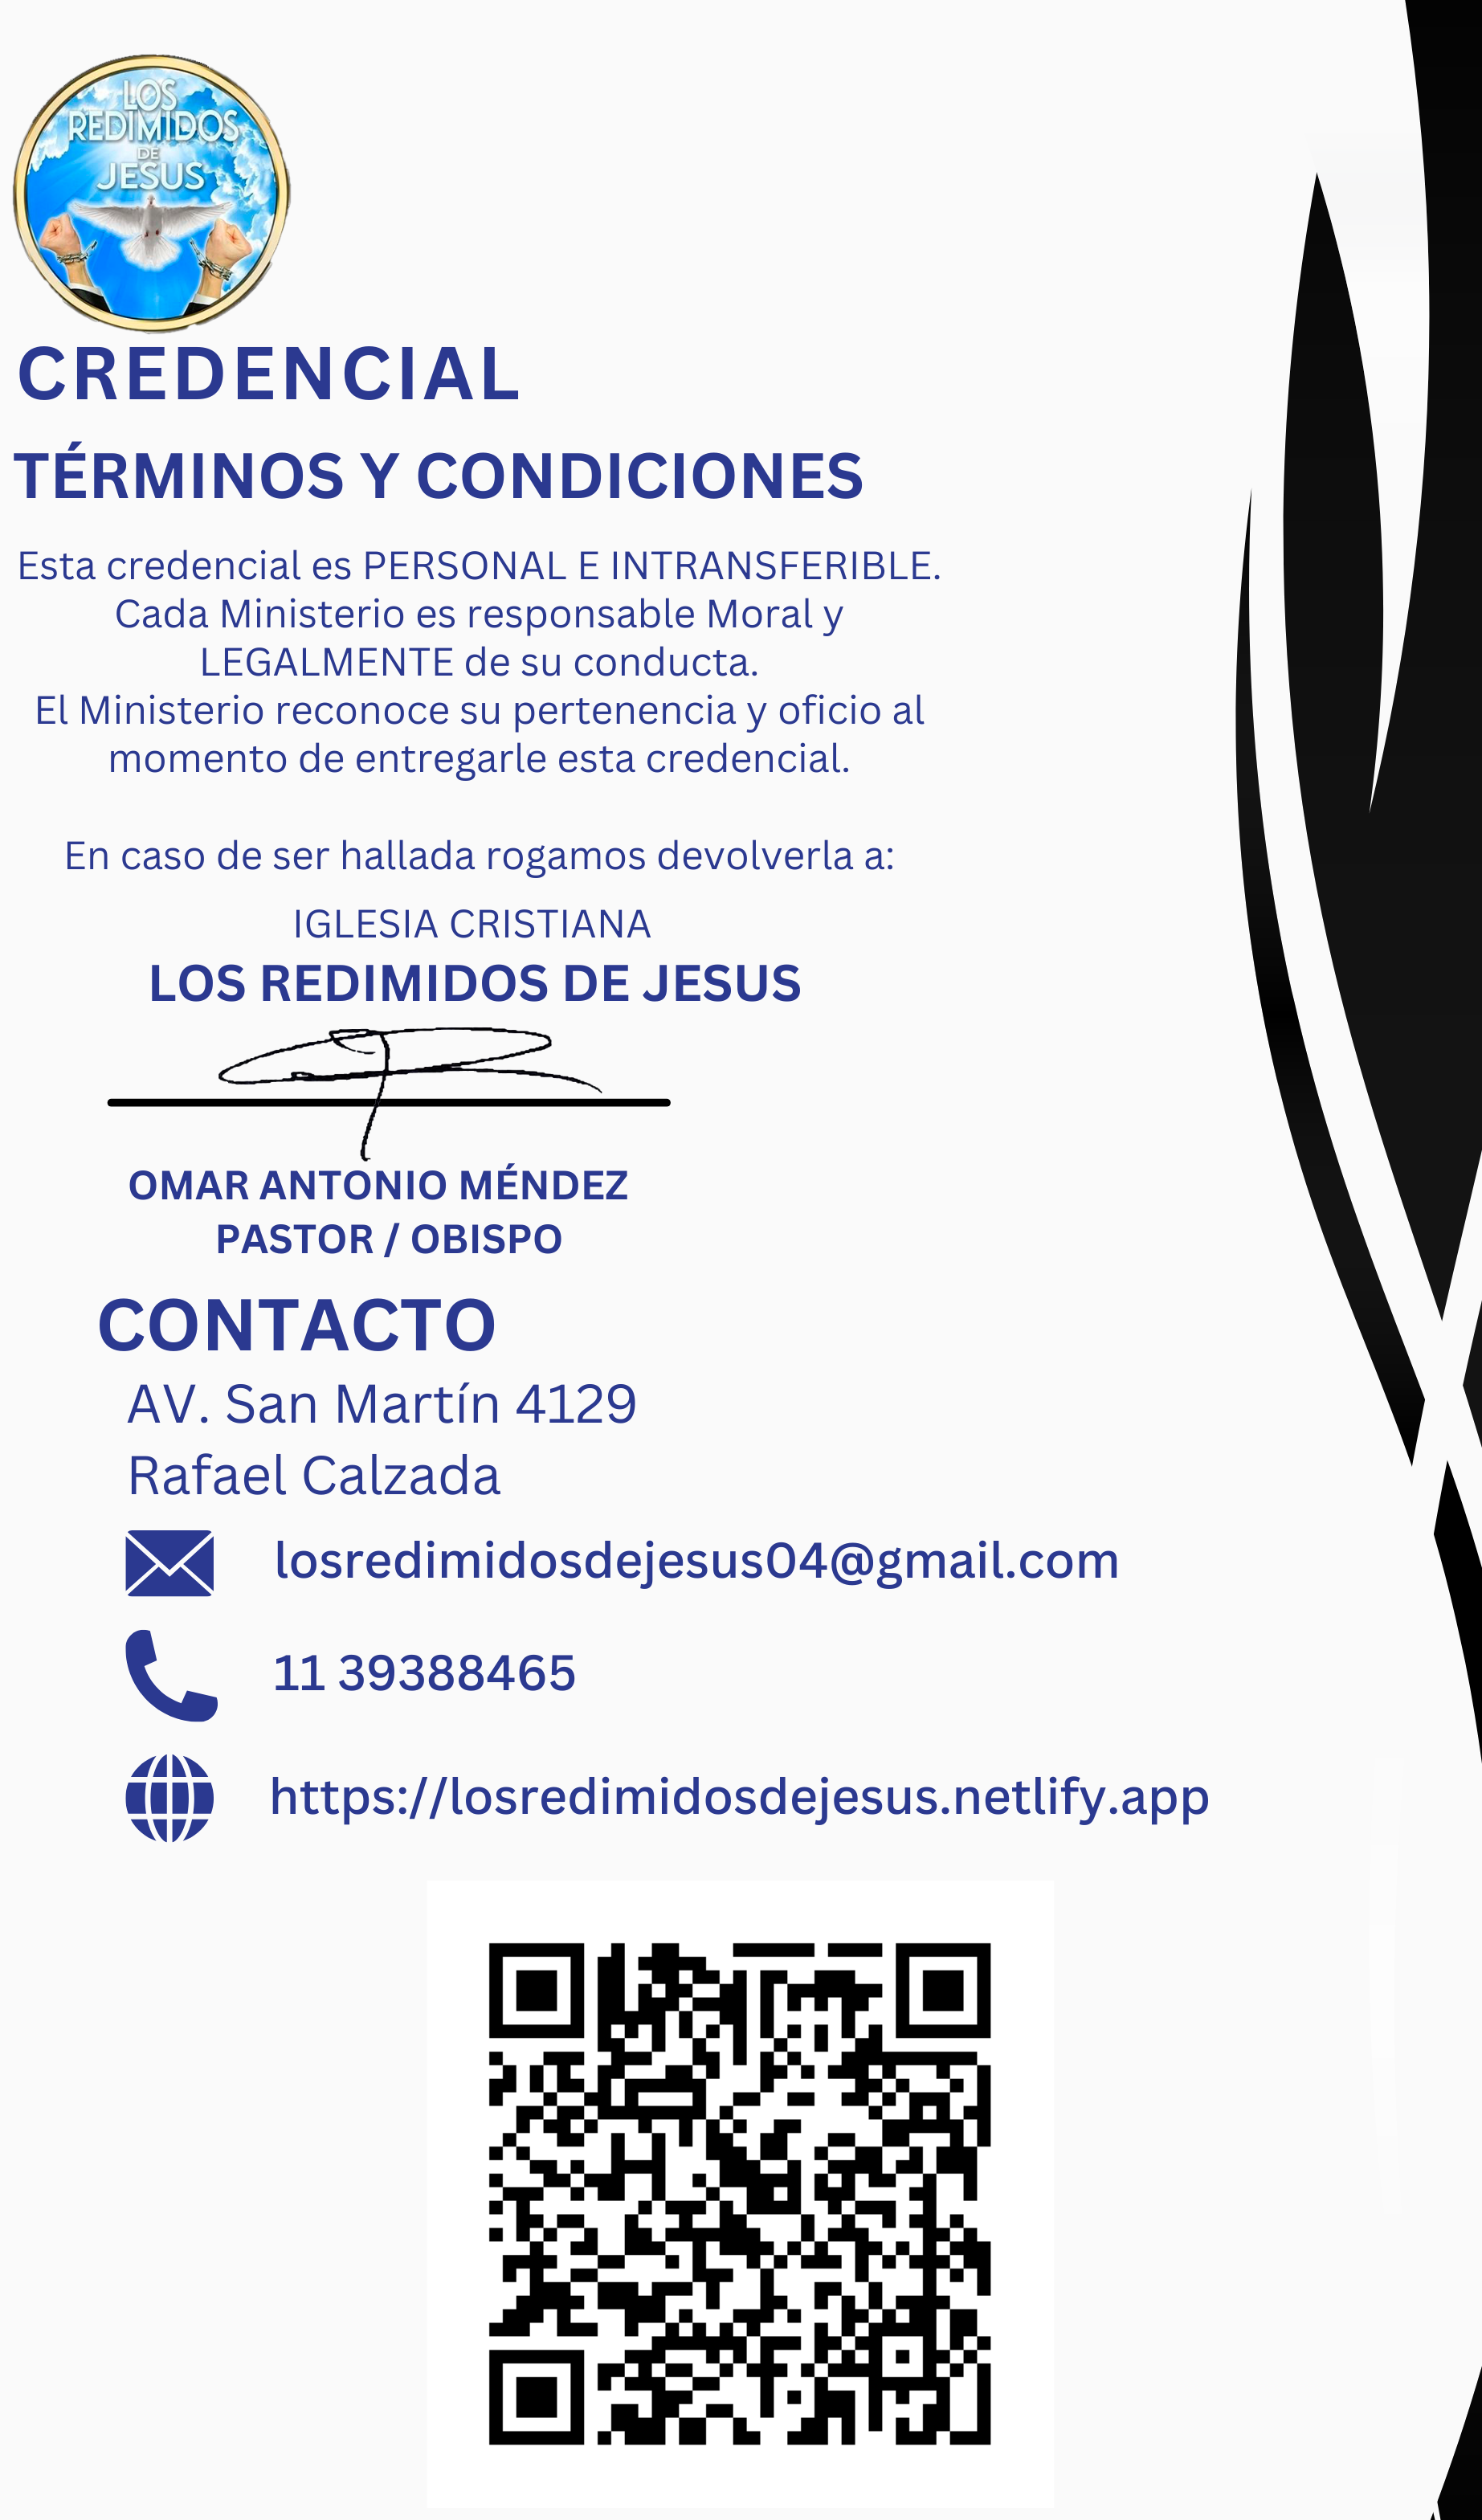 LOS
REDIMIDOS
DE
JESUS
CREDENCIAL
TÉRMINOS Y CONDICIONES
Esta credencial es PERSONAL E INTRANSFERIBLE.
Cada Ministerio es responsable Moral y
LEGALMENTE de su conducta.
El Ministerio reconoce su pertenencia y oficio al
momento de entregarle esta credencial.
En caso de ser hallada rogamos devolverla a:
IGLESIA CRISTIANA
LOS REDIMIDOS DE JESUS
OMAR ANTONIO MÉNDEZ
PASTOR / OBISPO
CONTACTO
AV. San Martín 4129
Rafael Calzada
losredimidosdejesus04@gmail.com
11 39388465
https://losredimidosdejesus.netlify.app